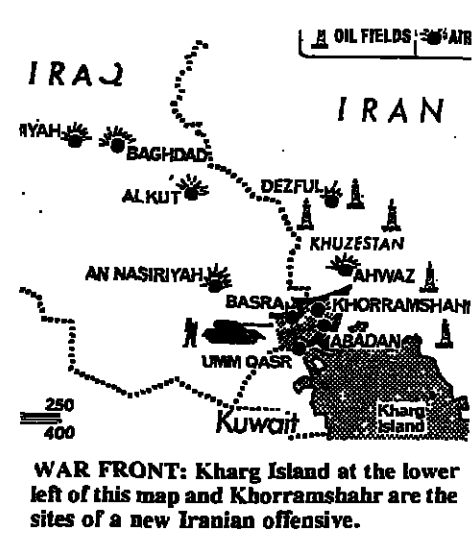 OIL FIELDS AIR
IRAQ
IRAN
IYAH
BAGHDAD
AL KUT
DEZFUL
KHUZESTAN
AN NASIRIYAH
AHWAZ
BASRA
KHORRAMSHAH
ABADAN
UMM QASR
Kuwait
Kharg
Island
250
400
WAR FRONT: Kharg Island at the lower
left of this map and Khorramshahr are the
sites of a new Iranian offensive.